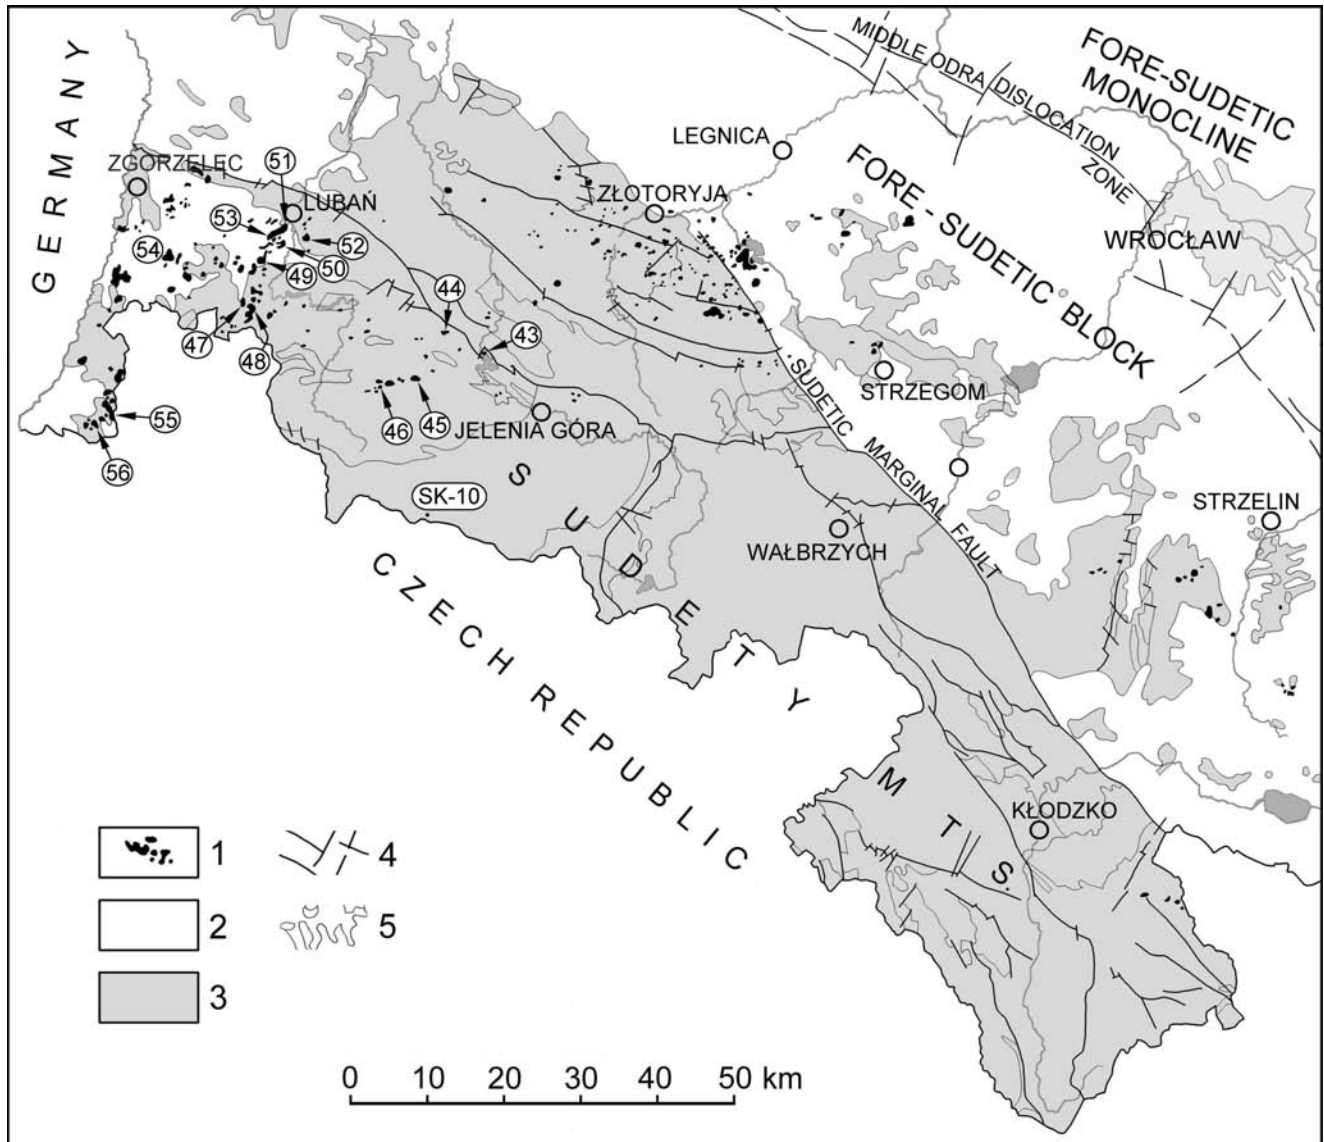 GERMANY
ZGORZELEC
51
LUBAŃ
53
54
52
50
49
47
48
44
43
46
45
55
56
JELENIA GÓRA
SK-10
LEGNICA
ZŁOTORYJA
MIDDLE ODRA DISLOCATION
ZONE
FORE-SUDETIC
MONOCLINE
FORE - SUDETIC BLOCK
WROCŁAW
STRZEGOM
SUDETIC MARGINAL FAULT
STRZELIN
WAŁBRZYCH
SUDETY MTS.
CZECH REPUBLIC
KŁODZKO
1
2
3
4
5
0 10 20 30 40 50 km